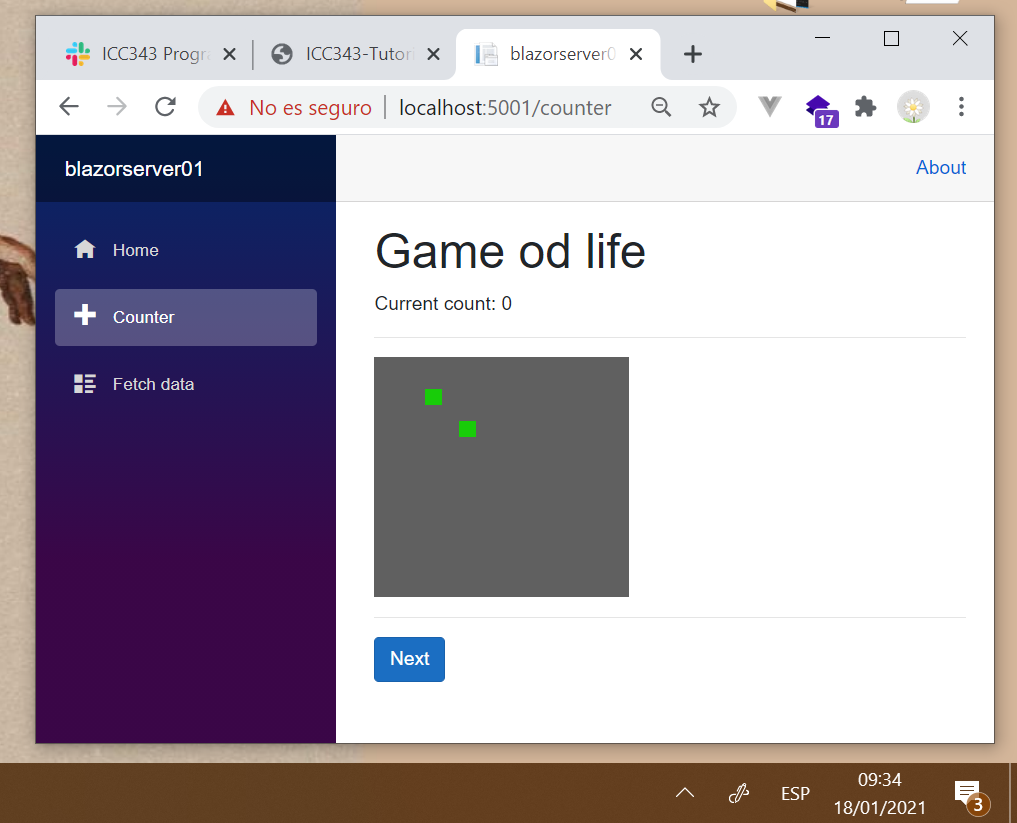 ICC343 Progra
ICC343-Tutori
blazorserver0
No es seguro | localhost:5001/counter
17
blazorserver01
About
Home
Counter
Fetch data
Game od life
Current count: 0
Next
ESP
09:34
18/01/2021
3